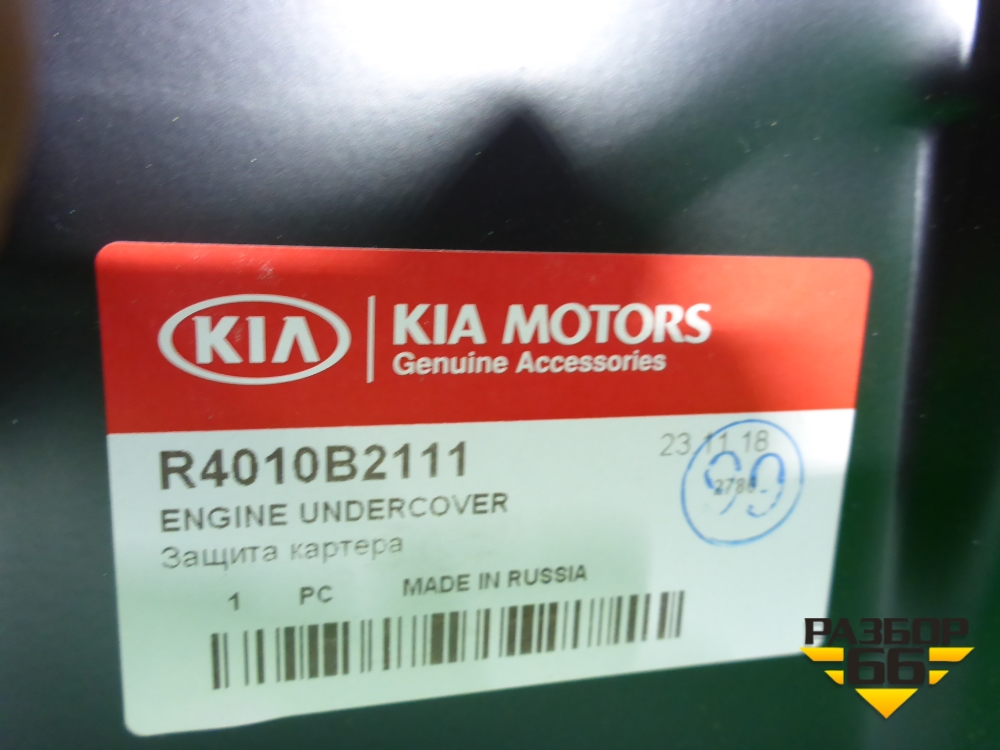 KIA
KIA MOTORS
Genuine Accessories
R4010B2111
23.11.18
99
ENGINE UNDERCOVER
Защита картера
1 PC MADE IN RUSSIA
РАЗБОР
66